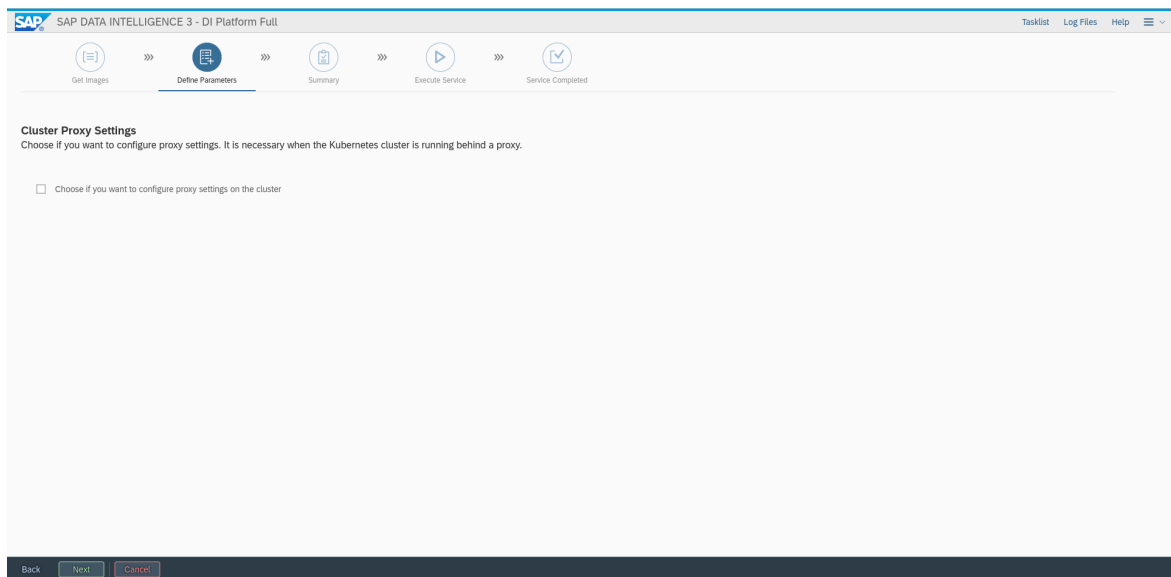 SAP SAP DATA INTELLIGENCE 3 - DI Platform Full Tasklist Log Files Help
Get Images Define Parameters Summary Execute Service Service Completed
Cluster Proxy Settings
Choose if you want to configure proxy settings. It is necessary when the Kubernetes cluster is running behind a proxy.
Choose if you want to configure proxy settings on the cluster
Back Next Cancel